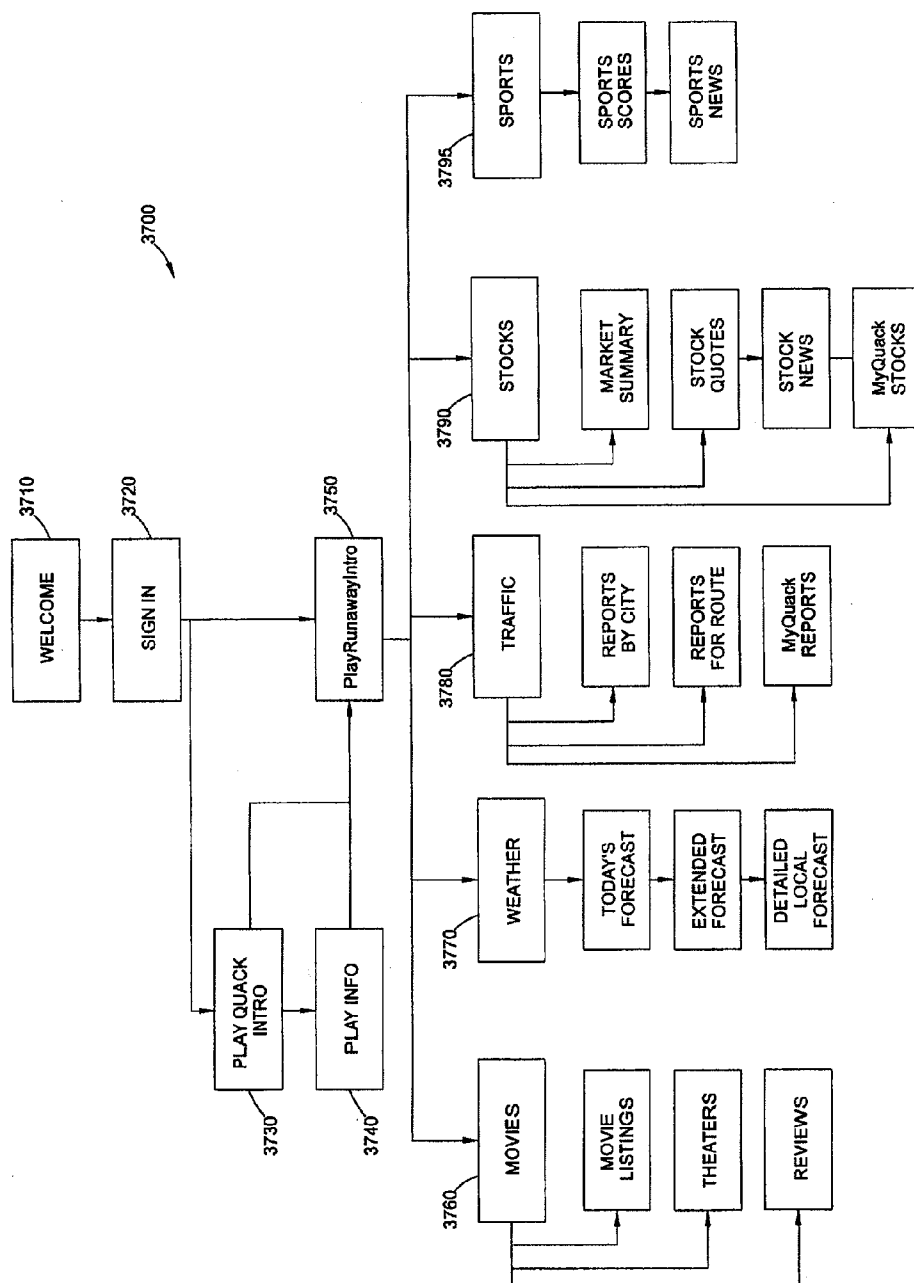 3700
WELCOME
3710
SIGN IN
3720
PLAY QUACK
INTRO
3730
PLAY INFO
3740
PlayRunawayIntro
3750
MOVIES
3760
MOVIE
LISTINGS
THEATERS
REVIEWS
WEATHER
3770
TODAY'S
FORECAST
EXTENDED
FORECAST
DETAILED
LOCAL
FORECAST
TRAFFIC
3780
REPORTS
BY CITY
REPORTS
FOR ROUTE
MyQuack
REPORTS
STOCKS
3790
MARKET
SUMMARY
STOCK
QUOTES
STOCK
NEWS
MyQuack
STOCKS
SPORTS
3795
SPORTS
SCORES
SPORTS
NEWS